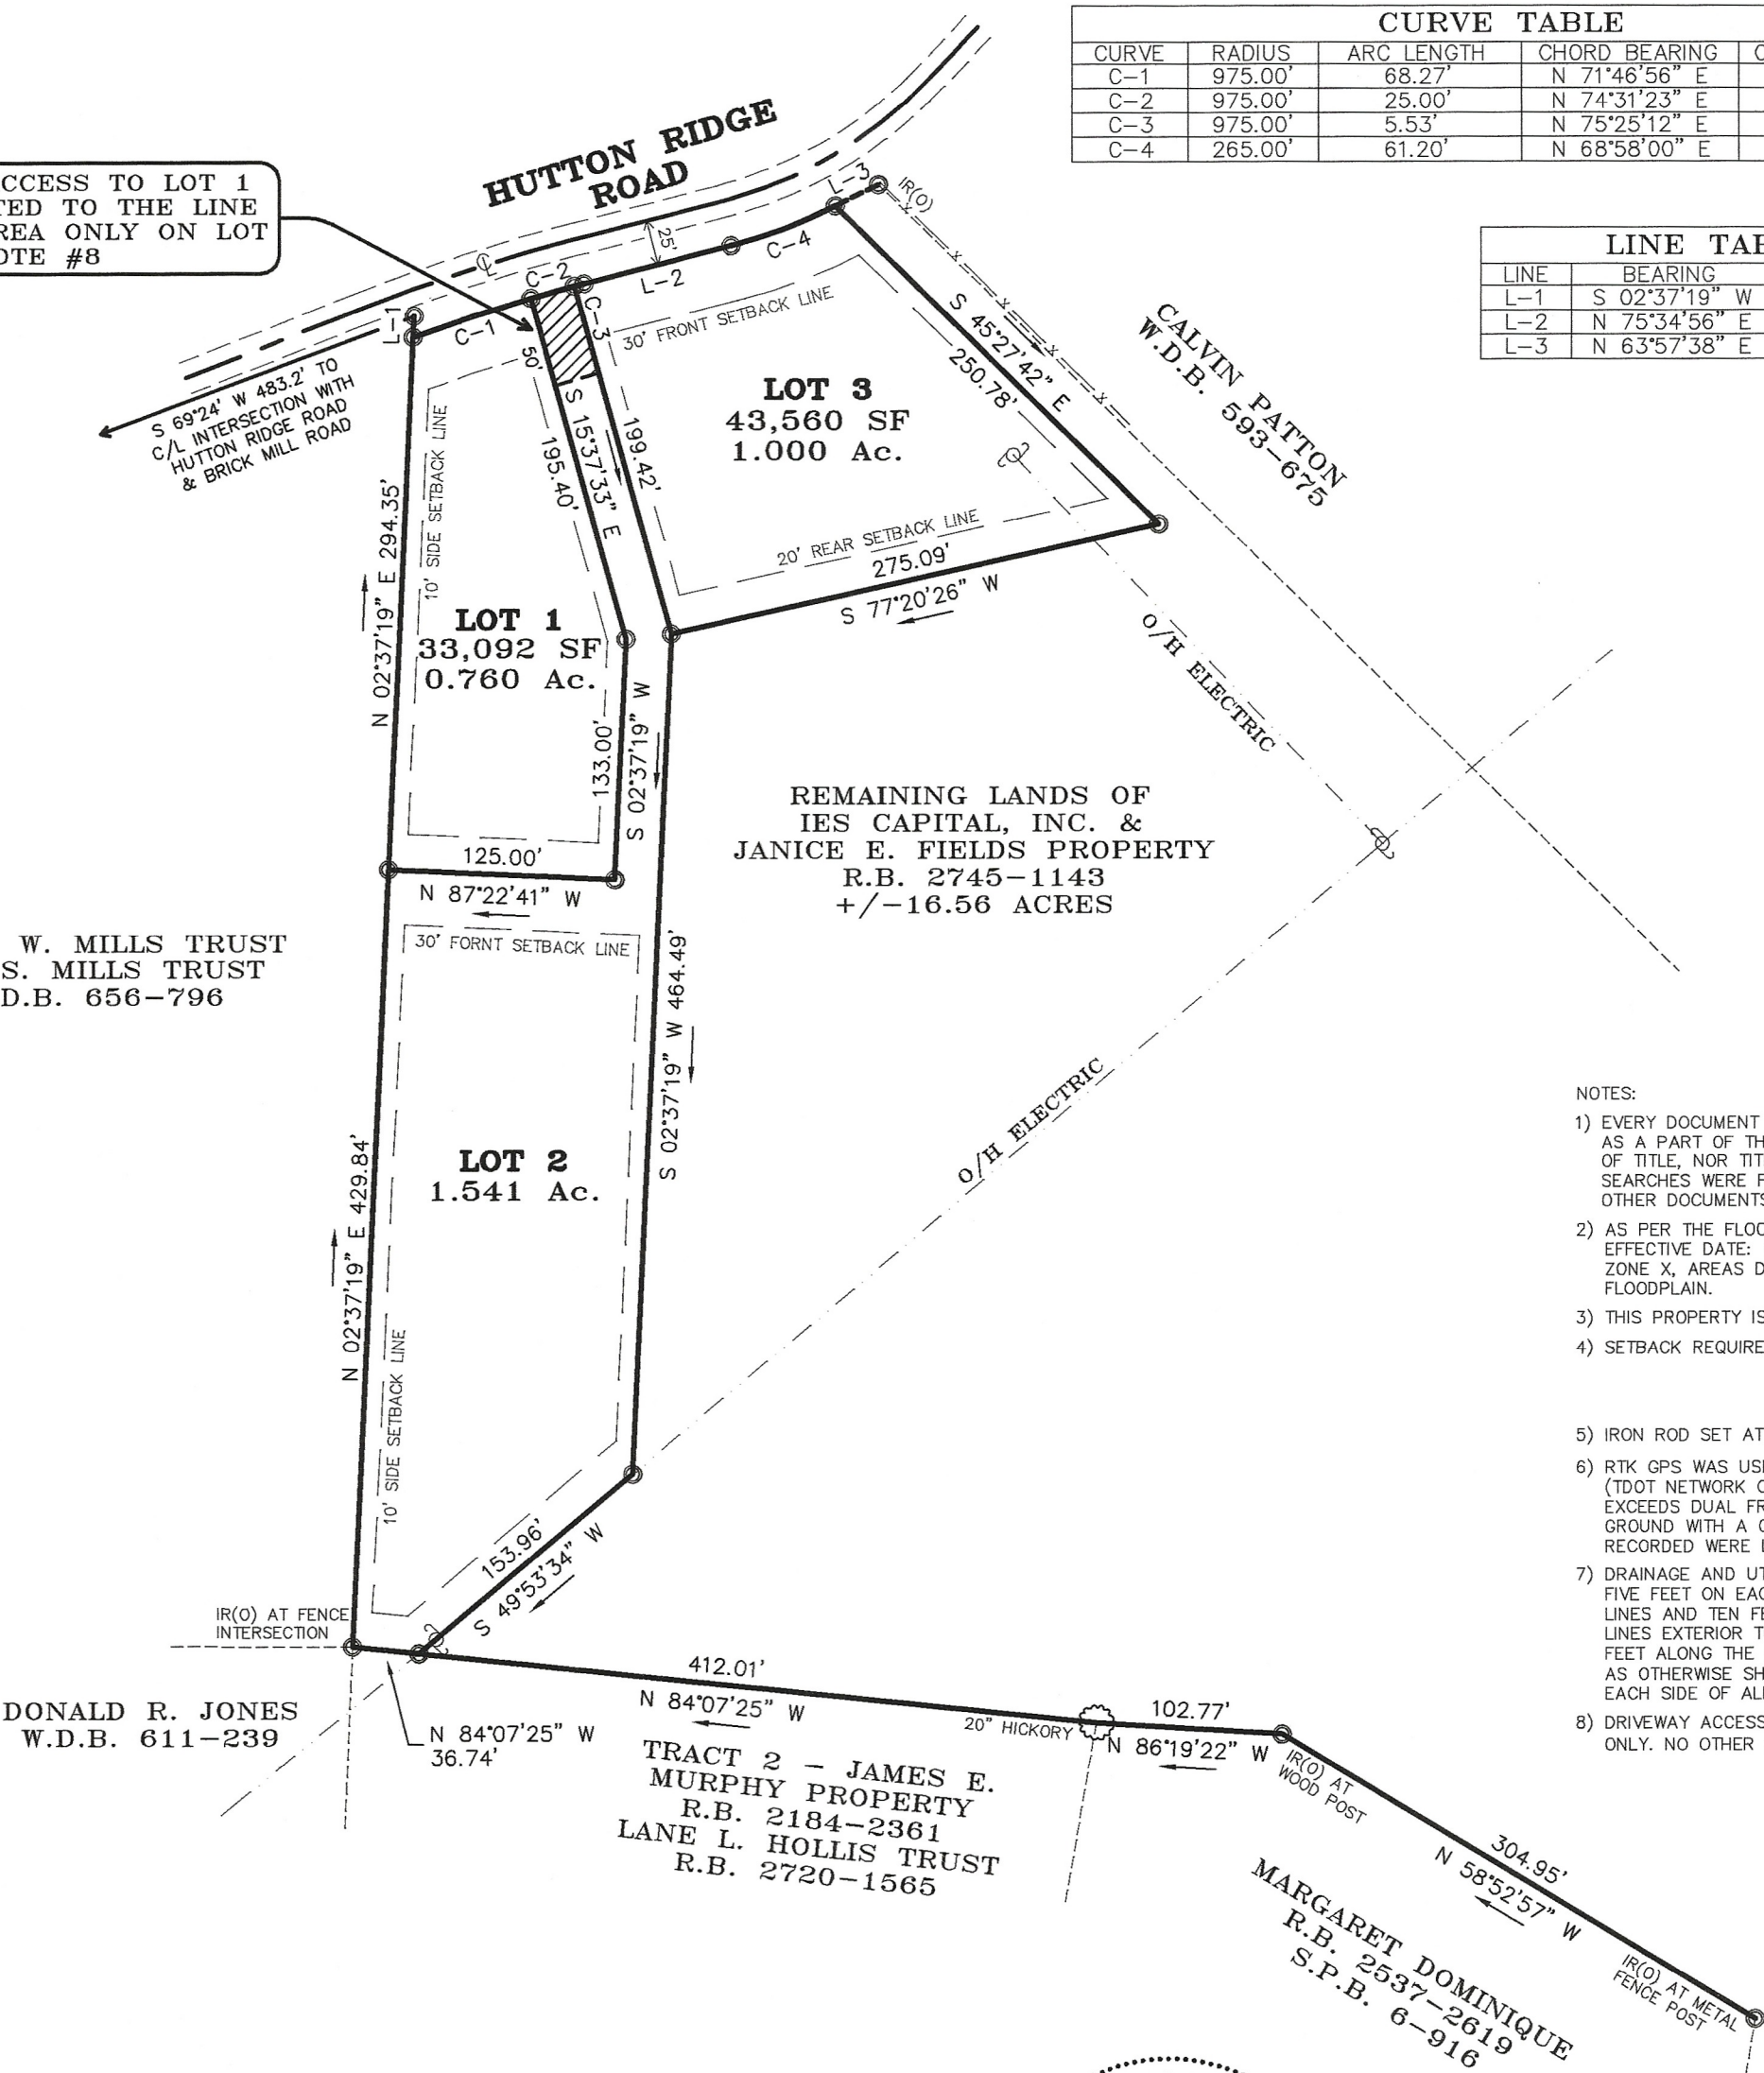 CURVE TABLE
CURVE RADIUS ARC LENGTH CHORD BEARING C
C-1 975.00' 68.27' N 71°46'56" E
C-2 975.00' 25.00' N 74°31'23" E
C-3 975.00' 5.53' N 75°25'12" E
C-4 265.00' 61.20' N 68°58'00" E
LINE TAB
LINE BEARING
L-1 S 02°37'19" W
L-2 N 75°34'56" E
L-3 N 63°57'38" E
CCESS TO LOT 1
TED TO THE LINE
REA ONLY ON LOT
OTE #8
HUTTON RIDGE
ROAD
L-3
IR(O)
25'
C-4
L-2
C-2
C-3
C-1
L-1
CL
50'
S 69°24' W 483.2' TO
C/L INTERSECTION WITH
HUTTON RIDGE ROAD
& BRICK MILL ROAD
30' FRONT SETBACK LINE
LOT 3
43,560 SF
1.000 Ac.
S 45°27'42" E
250.78'
CALVIN PATTON
W.D.B. 593-675
199.42'
S 15°37'33" E
195.40'
20' REAR SETBACK LINE
275.09'
S 77°20'26" W
10' SIDE SETBACK LINE
N 02°37'19" E 294.35'
LOT 1
33,092 SF
0.760 Ac.
133.00'
S 02°37'19" W
O/H ELECTRIC
125.00'
N 87°22'41" W
REMAINING LANDS OF
IES CAPITAL, INC. &
JANICE E. FIELDS PROPERTY
R.B. 2745-1143
+/-16.56 ACRES
W. MILLS TRUST
S. MILLS TRUST
D.B. 656-796
30' FORNT SETBACK LINE
S 02°37'19" W 464.49'
O/H ELECTRIC
LOT 2
1.541 Ac.
N 02°37'19" E 429.84'
10' SIDE SETBACK LINE
153.96'
S 49°53'34" W
IR(O) AT FENCE
INTERSECTION
DONALD R. JONES
W.D.B. 611-239
N 84°07'25" W
36.74'
412.01'
N 84°07'25" W
20" HICKORY
102.77'
N 86°19'22" W
IR(O) AT
WOOD POST
TRACT 2 - JAMES E.
MURPHY PROPERTY
R.B. 2184-2361
LANE L. HOLLIS TRUST
R.B. 2720-1565
304.95'
N 58°52'57" W
IR(O) AT METAL
FENCE POST
MARGARET DOMINIQUE
R.B. 2537-2619
S.P.B. 6-916
NOTES:
1) EVERY DOCUMENT
AS A PART OF TH
OF TITLE, NOR TIT
SEARCHES WERE F
OTHER DOCUMENTS
2) AS PER THE FLOO
EFFECTIVE DATE:
ZONE X, AREAS D
FLOODPLAIN.
3) THIS PROPERTY IS
4) SETBACK REQUIRE
5) IRON ROD SET AT
6) RTK GPS WAS USE
(TDOT NETWORK O
EXCEEDS DUAL FR
GROUND WITH A C
RECORDED WERE L
7) DRAINAGE AND UT
FIVE FEET ON EAC
LINES AND TEN FE
LINES EXTERIOR T
FEET ALONG THE
AS OTHERWISE SH
EACH SIDE OF ALL
8) DRIVEWAY ACCESS
ONLY. NO OTHER